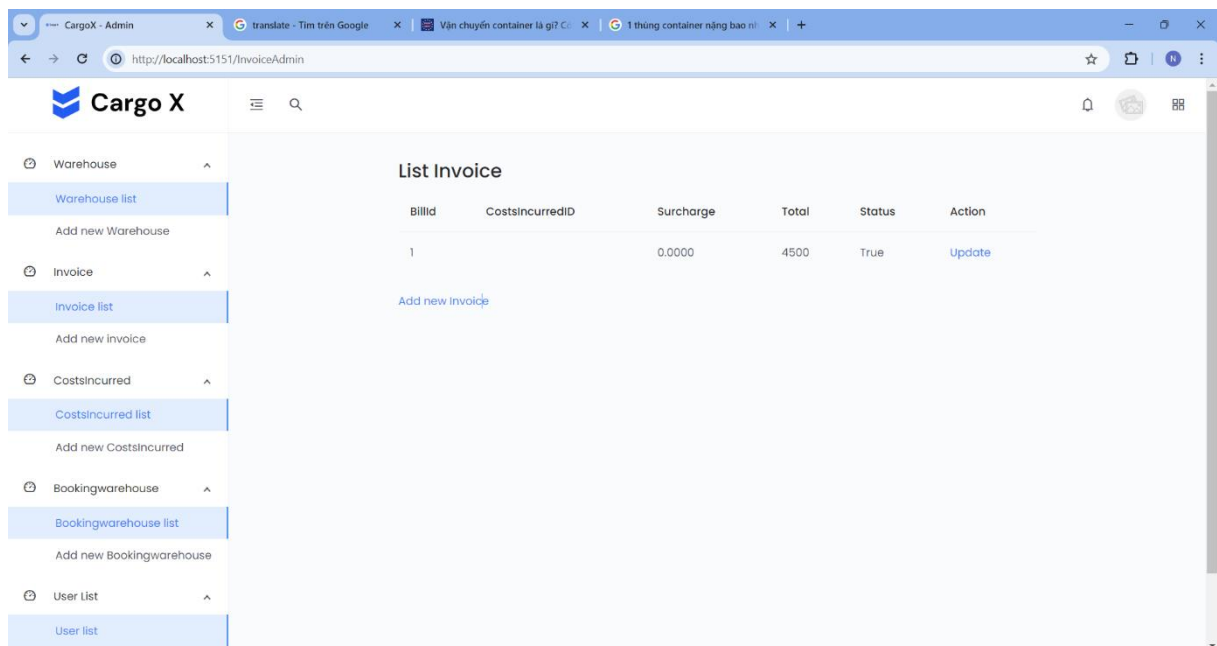 CargoX - Admin
translate - Tìm trên Google
Vận chuyển container là gì?
1 thùng container nặng bao
http://localhost:5151/InvoiceAdmin
N
Cargo X
Warehouse
Warehouse list
Add new Warehouse
Invoice
Invoice list
Add new invoice
CostsIncurred
CostsIncurred list
Add new CostsIncurred
Bookingwarehouse
Bookingwarehouse list
Add new Bookingwarehouse
User List
User list
List Invoice
BillId CostsIncurredID Surcharge Total Status Action
1 0.0000 4500 True Update
Add new Invoice